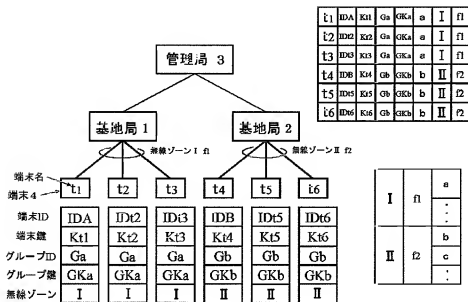 t1 IDA Kt1 Ga GKa a I f1
t2 IDt2 Kt2 Ga GKa a I f1
t3 IDt3 Kt3 Ga GKa a I f1
t4 IDB Kt4 Gb GKb b II f2
t5 IDt5 Kt5 Gb GKb b II f2
t6 IDt6 Kt6 Gb GKb b II f2
管理局 3
基地局 1
基地局 2
無線ゾーンI f1
無線ゾーンII f2
端末名
端末4
t1 t2 t3 t4 t5 t6
端末ID IDA IDt2 IDt3 IDB IDt5 IDt6
端末鍵 Kt1 Kt2 Kt3 Kt4 Kt5 Kt6
グループID Ga Ga Ga Gb Gb Gb
グループ鍵 GKa GKa GKa GKb GKb GKb
無線ゾーン I I I II II II
I f1 a
II f2 b
c